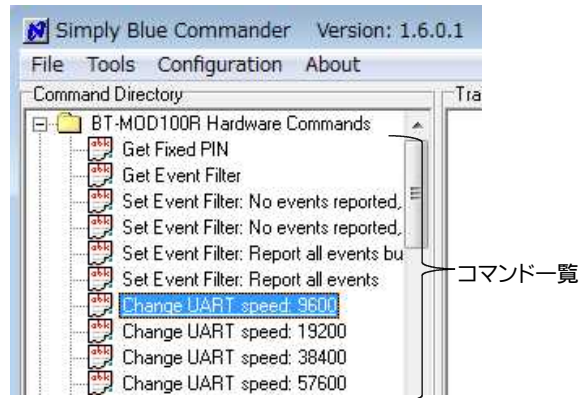 Simply Blue Commander Version: 1.6.0.1
File Tools Configuration About
Command Directory
Tra
BT-MOD100R Hardware Commands
Get Fixed PIN
Get Event Filter
Set Event Filter: No events reported,
Set Event Filter: No events reported,
Set Event Filter: Report all events bu
Set Event Filter: Report all events
Change UART speed: 9600
Change UART speed: 19200
Change UART speed: 38400
Change UART speed: 57600
コマンド一覧